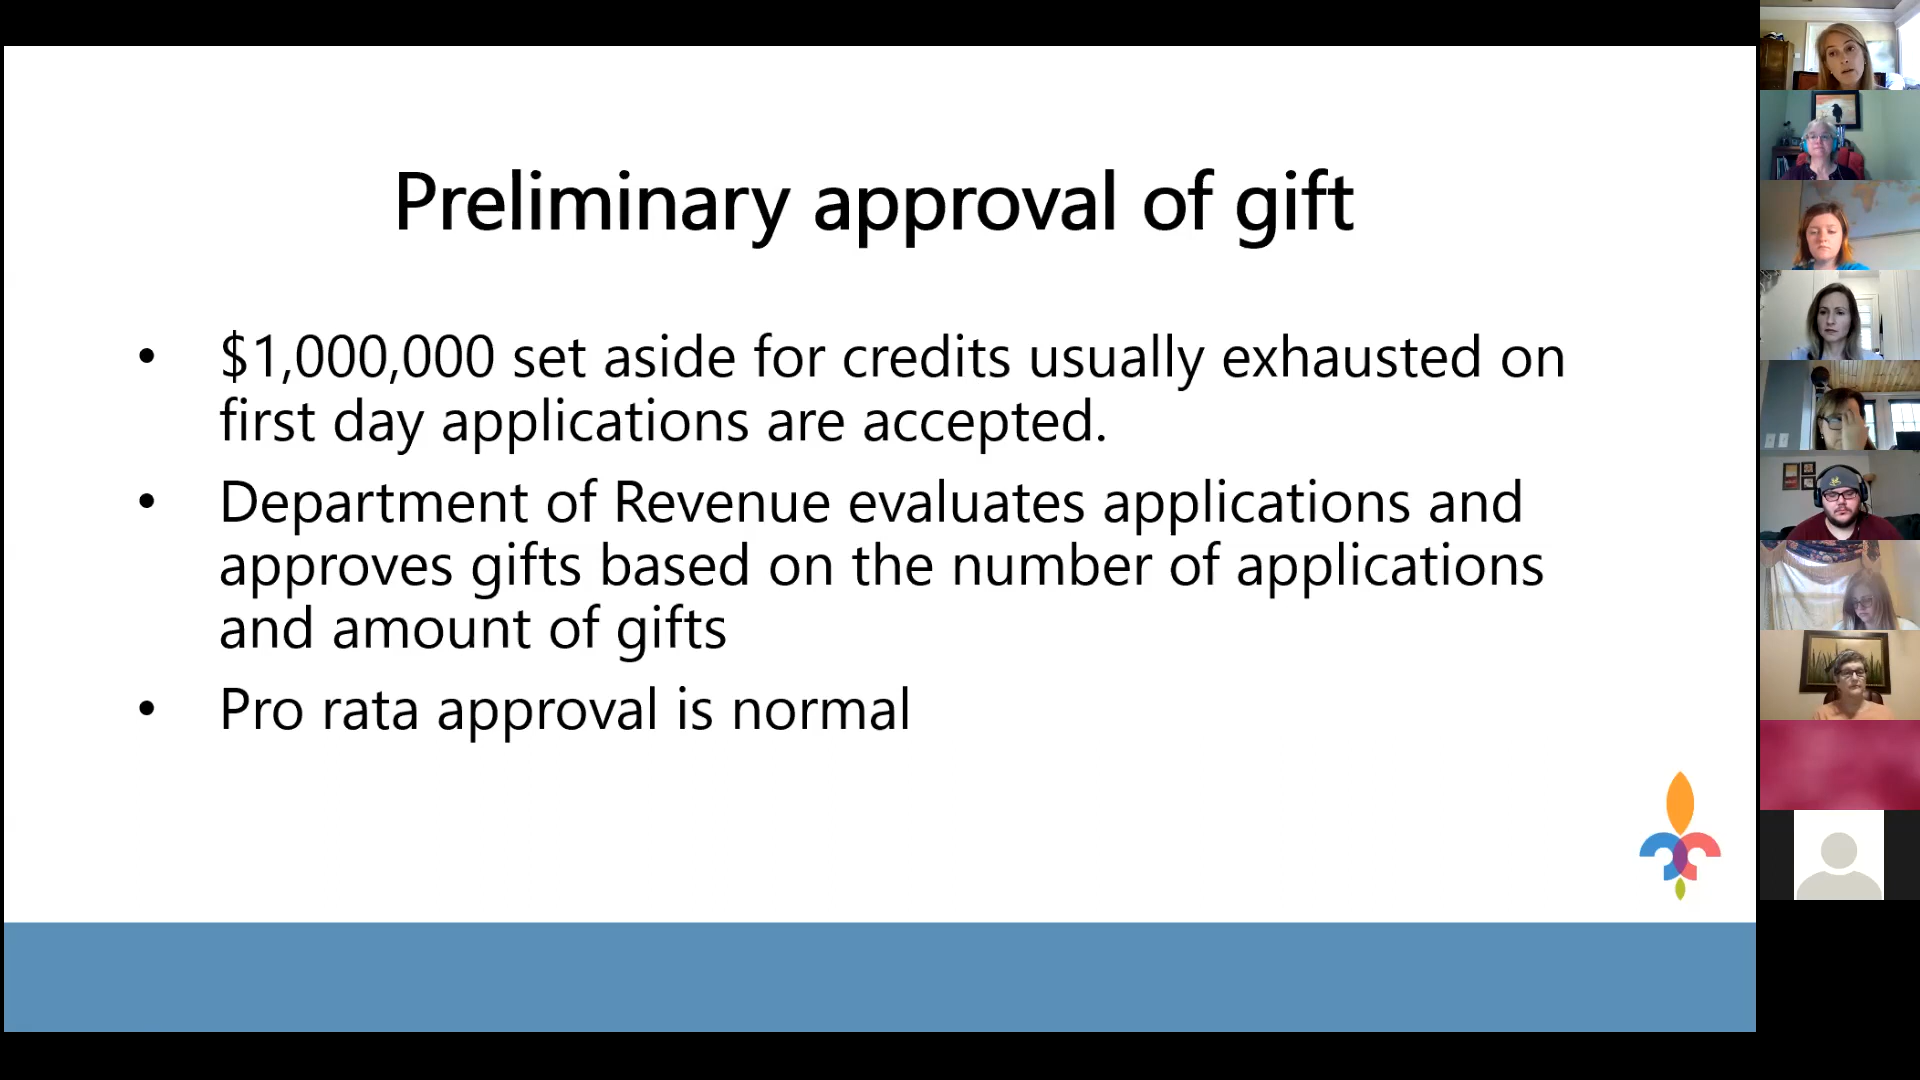 Preliminary approval of gift
• $1,000,000 set aside for credits usually exhausted on
first day applications are accepted.
• Department of Revenue evaluates applications and
approves gifts based on the number of applications
and amount of gifts
• Pro rata approval is normal